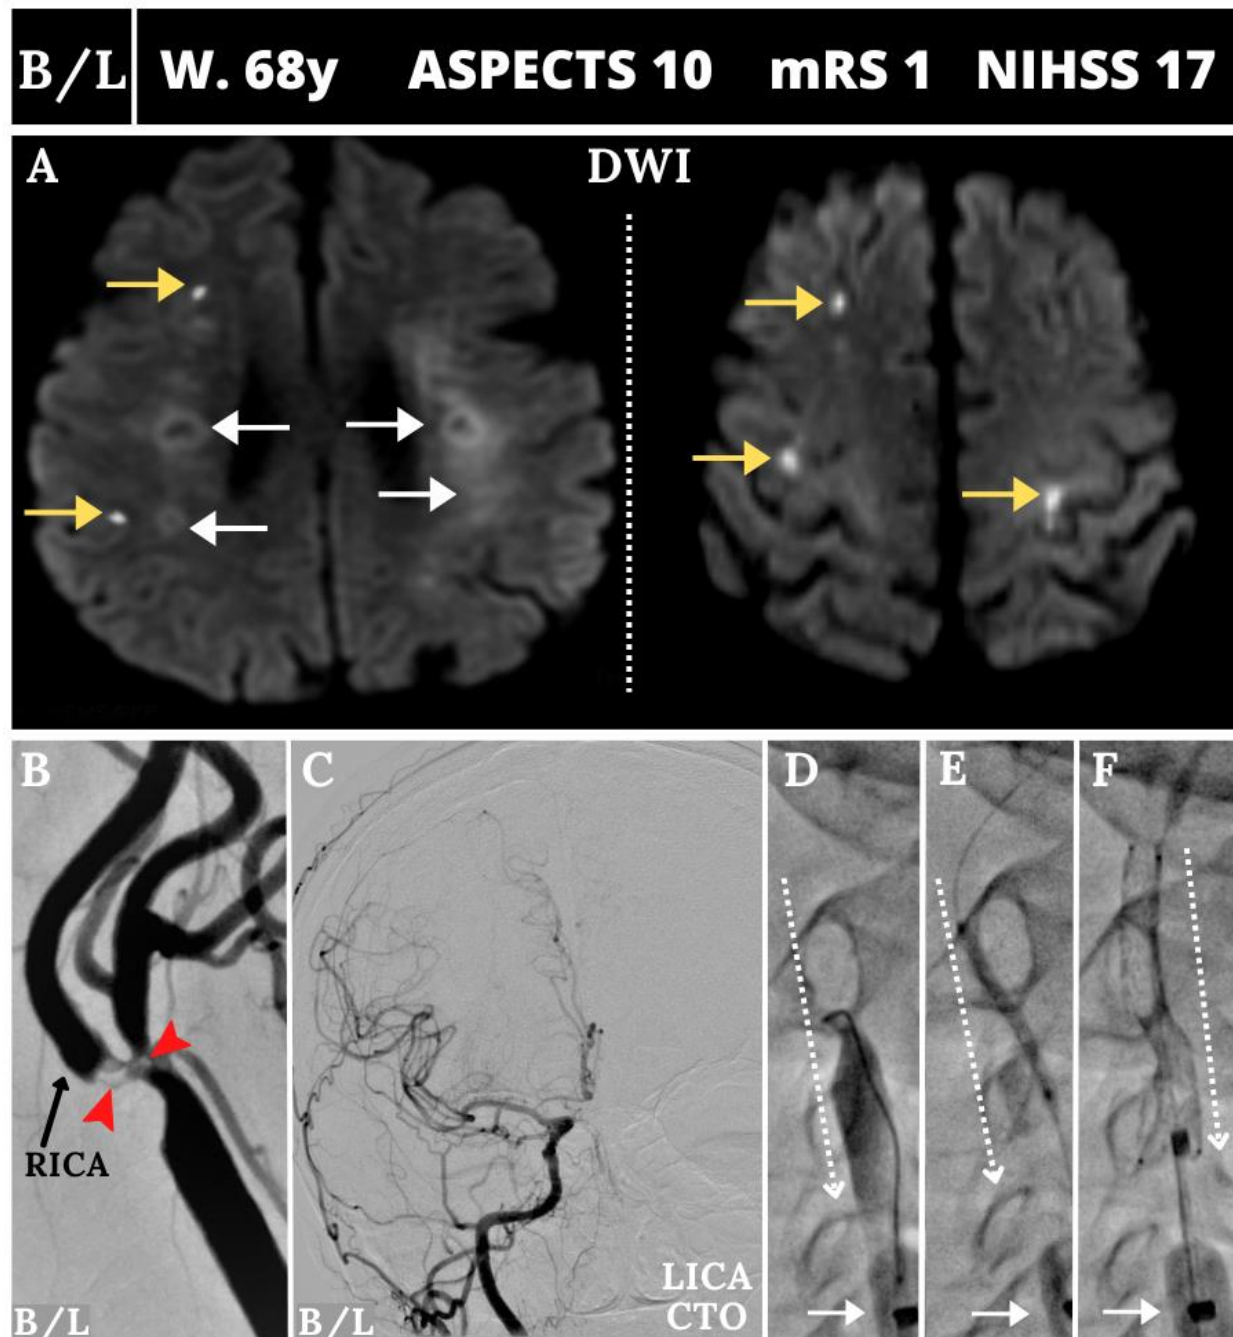 B/L W. 68y ASPECTS 10 mRS 1 NIHSS 17
A DWI
B C D E F
RICA
LICA
CTO
B/L B/L